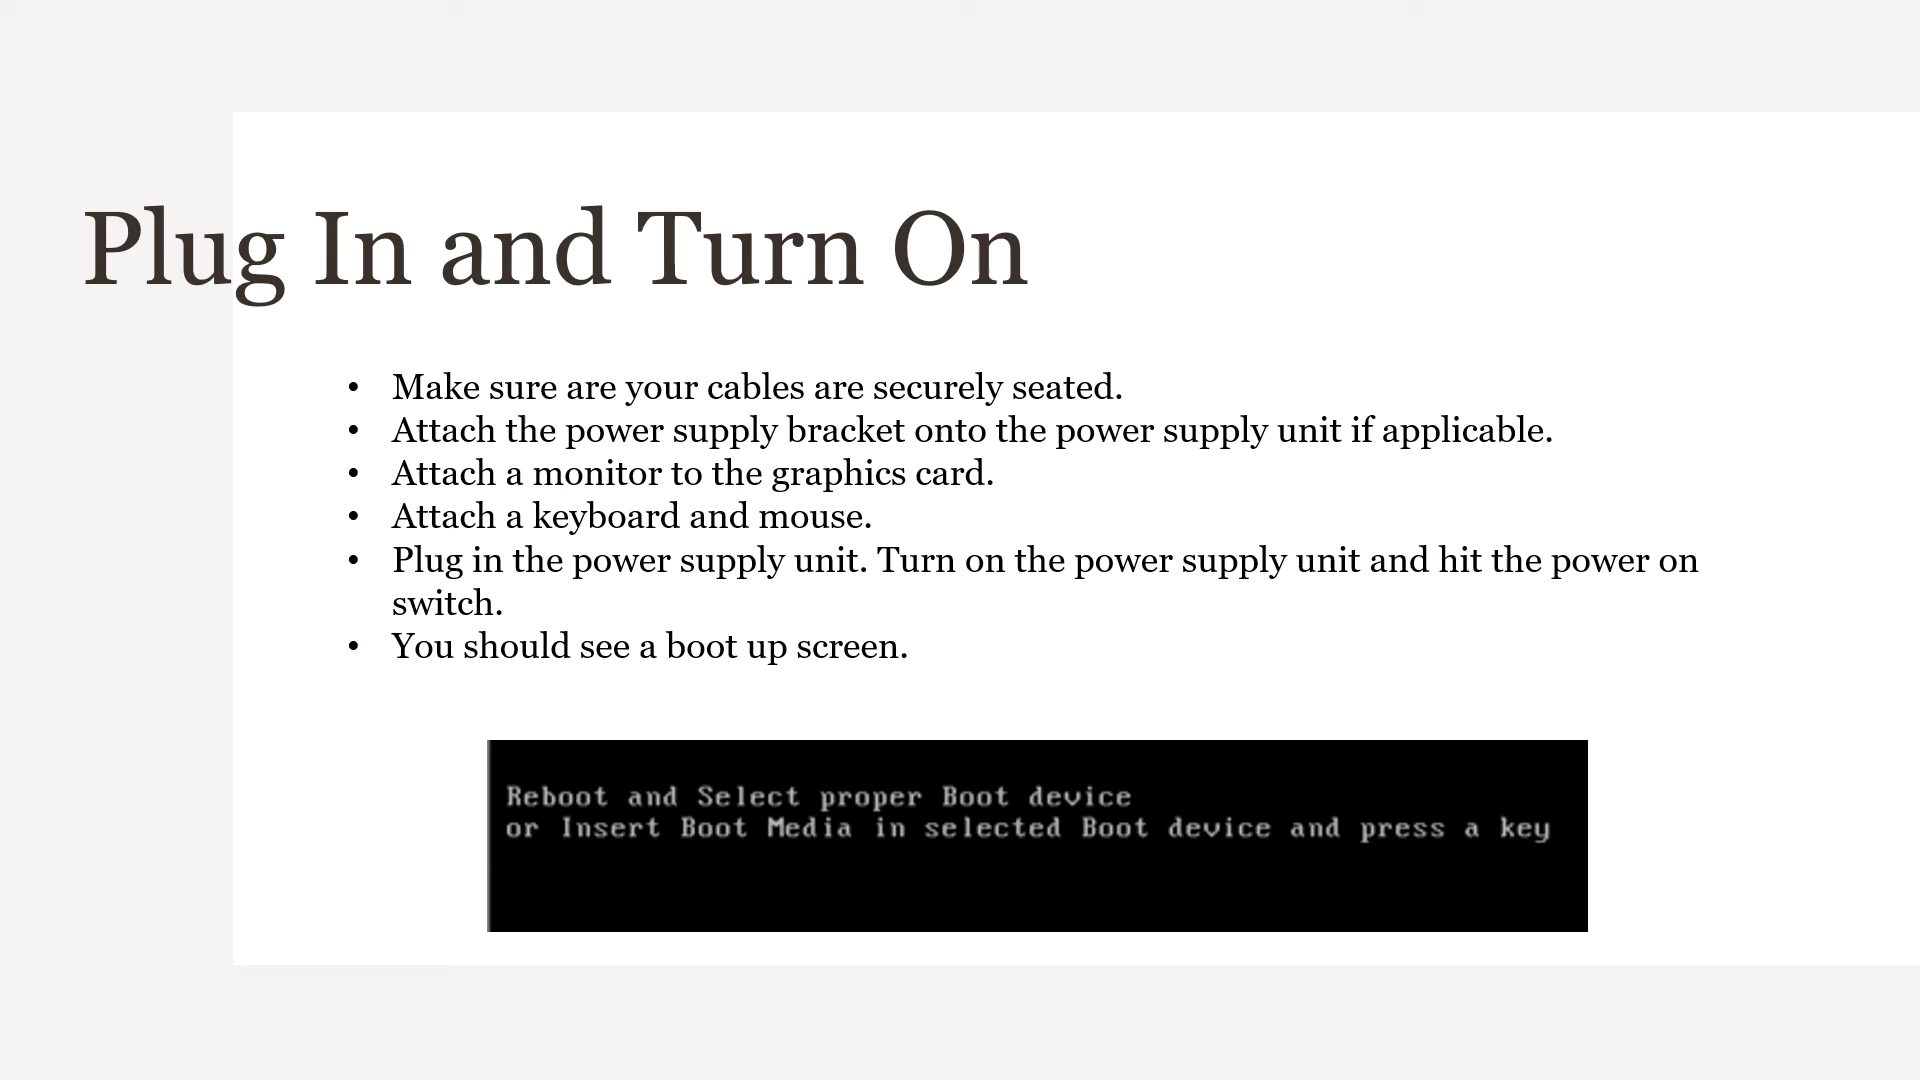 Plug In and Turn On
• Make sure are your cables are securely seated.
• Attach the power supply bracket onto the power supply unit if applicable.
• Attach a monitor to the graphics card.
• Attach a keyboard and mouse.
• Plug in the power supply unit. Turn on the power supply unit and hit the power on
switch.
• You should see a boot up screen.
Reboot and Select proper Boot device
or Insert Boot Media in selected Boot device and press a key